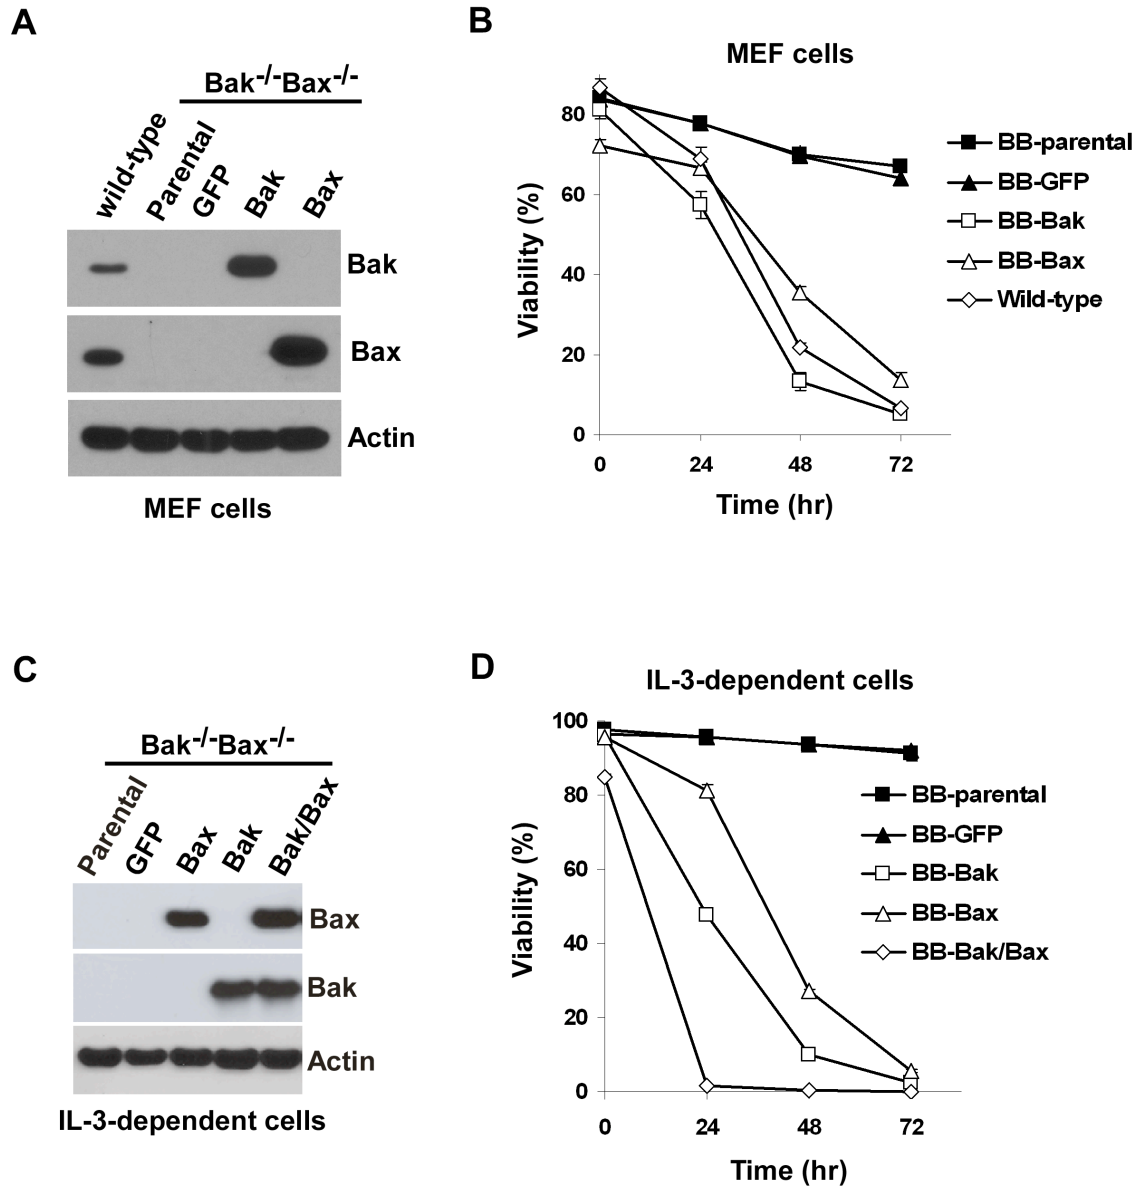 A
Bak-/-Bax-/-
wild-type
Parental
GFP
Bak
Bax
Bak
Bax
Actin
MEF cells
B
MEF cells
Viability (%)
80
60
40
20
0
0 24 48 72
Time (hr)
BB-parental
BB-GFP
BB-Bak
BB-Bax
Wild-type
C
Bak-/-Bax-/-
Parental
GFP
Bax
Bak
Bak/Bax
Bax
Bak
Actin
IL-3-dependent cells
D
IL-3-dependent cells
Viability (%)
100
80
60
40
20
0
0 24 48 72
Time (hr)
BB-parental
BB-GFP
BB-Bak
BB-Bax
BB-Bak/Bax